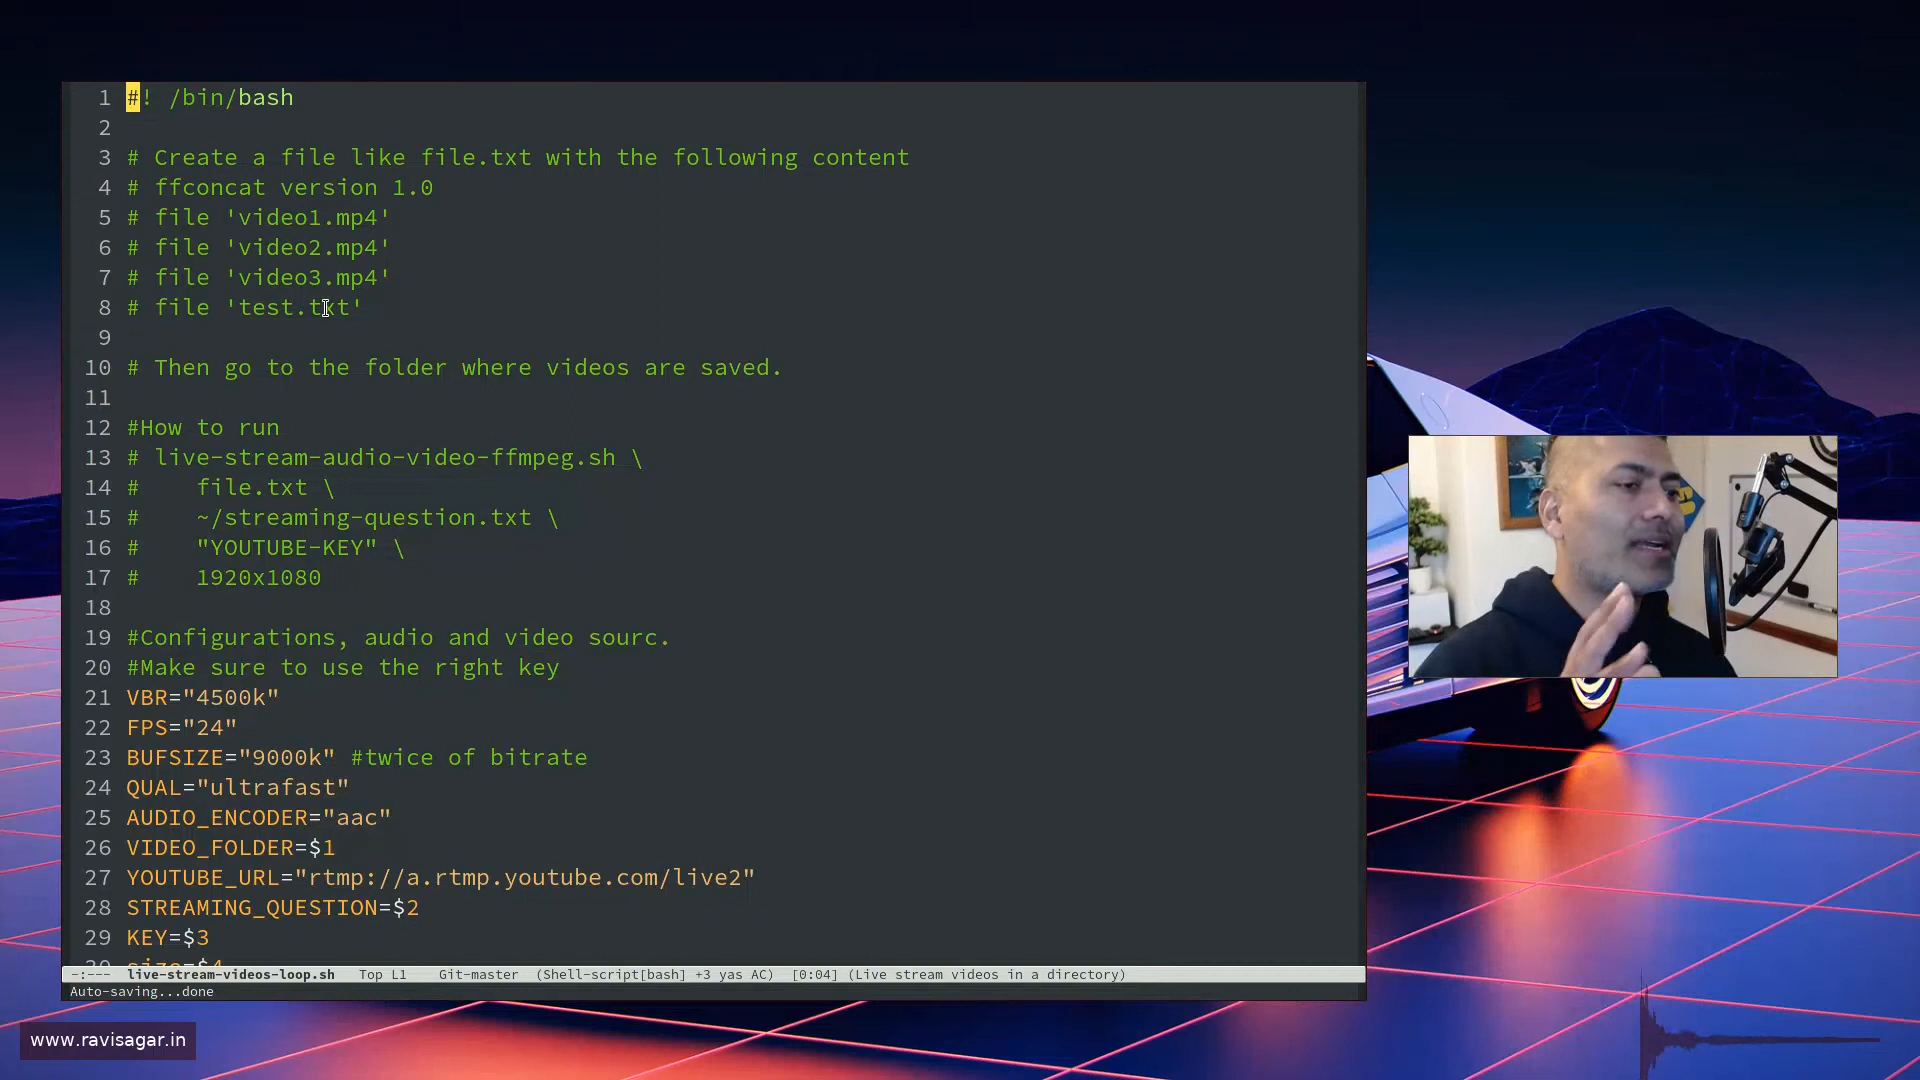 1 #! /bin/bash
2
3 # Create a file like file.txt with the following content
4 # ffconcat version 1.0
5 # file 'video1.mp4'
6 # file 'video2.mp4'
7 # file 'video3.mp4'
8 # file 'test.txt'
9
10 # Then go to the folder where videos are saved.
11
12 #How to run
13 # live-stream-audio-video-ffmpeg.sh \
14 #    file.txt \
15 #    ~/streaming-question.txt \
16 #    "YOUTUBE-KEY" \
17 #    1920x1080
18
19 #Configurations, audio and video sourc.
20 #Make sure to use the right key
21 VBR="4500k"
22 FPS="24"
23 BUFSIZE="9000k" #twice of bitrate
24 QUAL="ultrafast"
25 AUDIO_ENCODER="aac"
26 VIDEO_FOLDER=$1
27 YOUTUBE_URL="rtmp://a.rtmp.youtube.com/live2"
28 STREAMING_QUESTION=$2
29 KEY=$3
30 size=$4
-:--- live-stream-videos-loop.sh Top L1 Git-master (Shell-script[bash] +3 yas AC) [0:04] (Live stream videos in a directory)
Auto-saving...done
www.ravisagar.in